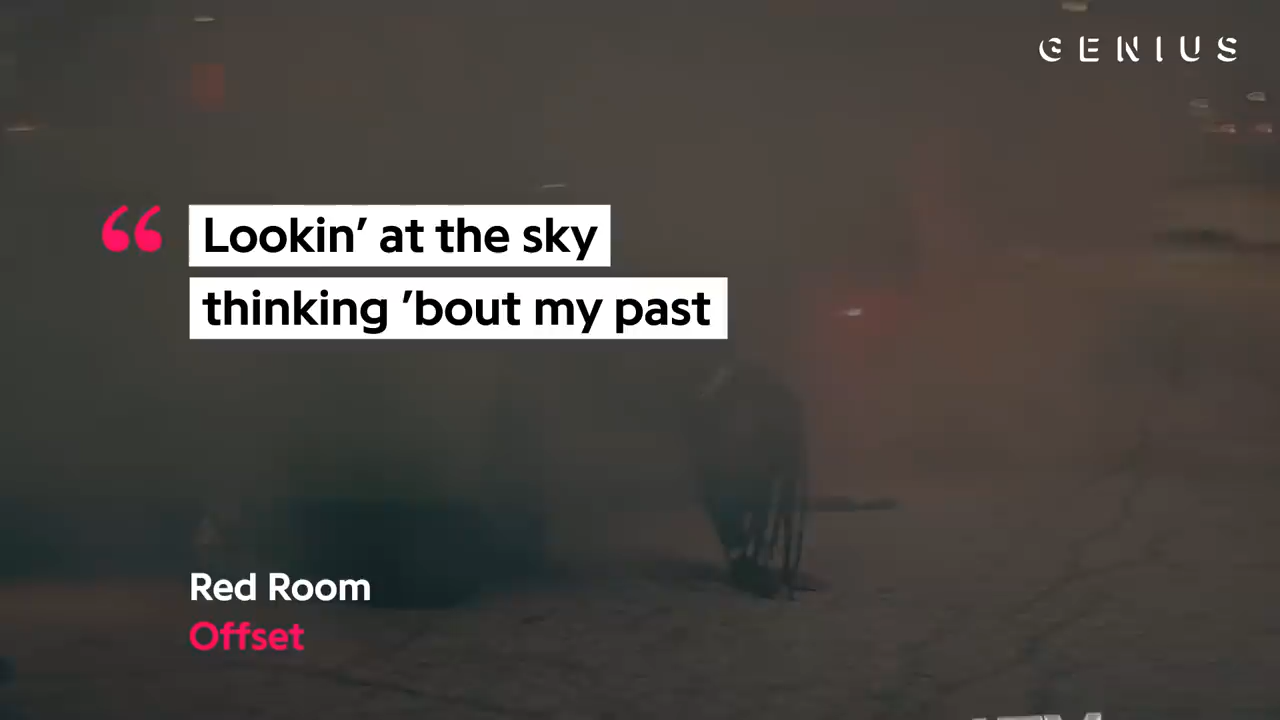 GENIUS
“ Lookin’ at the sky
thinking ’bout my past
Red Room
Offset